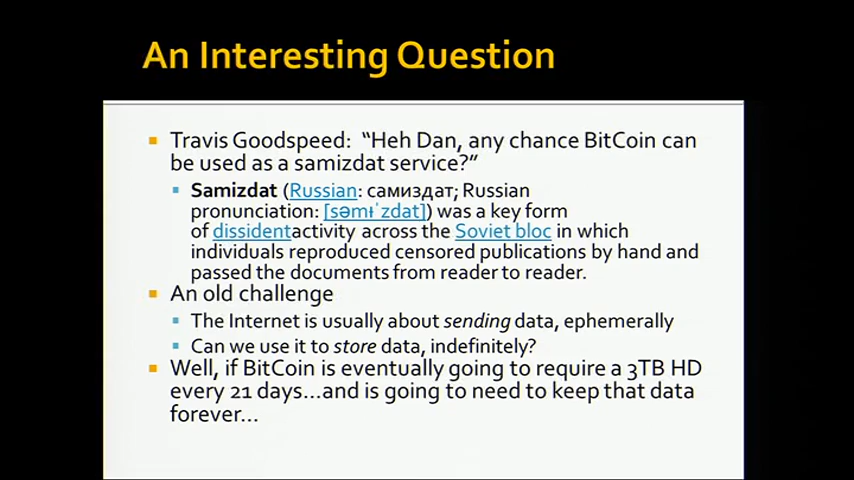 An Interesting Question
Travis Goodspeed: “Heh Dan, any chance BitCoin can
be used as a samizdat service?”
Samizdat (Russian: самиздат; Russian
pronunciation: [səmɨˈzdat]) was a key form
of dissidentactivity across the Soviet bloc in which
individuals reproduced censored publications by hand and
passed the documents from reader to reader.
An old challenge
The Internet is usually about sending data, ephemerally
Can we use it to store data, indefinitely?
Well, if BitCoin is eventually going to require a 3TB HD
every 21 days...and is going to need to keep that data
forever...